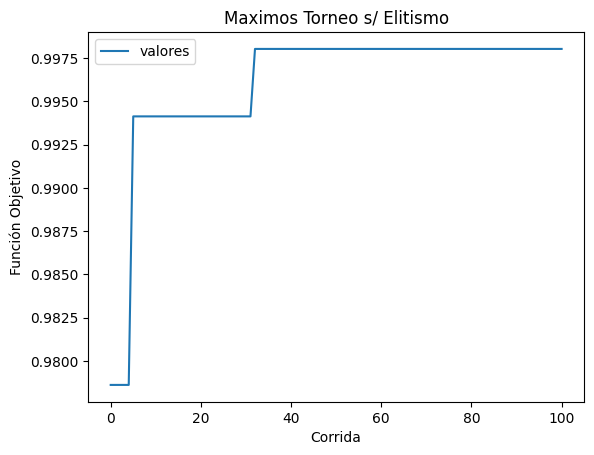 Maximos Torneo s/ Elitismo
valores
Función Objetivo
0.9975
0.9950
0.9925
0.9900
0.9875
0.9850
0.9825
0.9800
0 20 40 60 80 100
Corrida